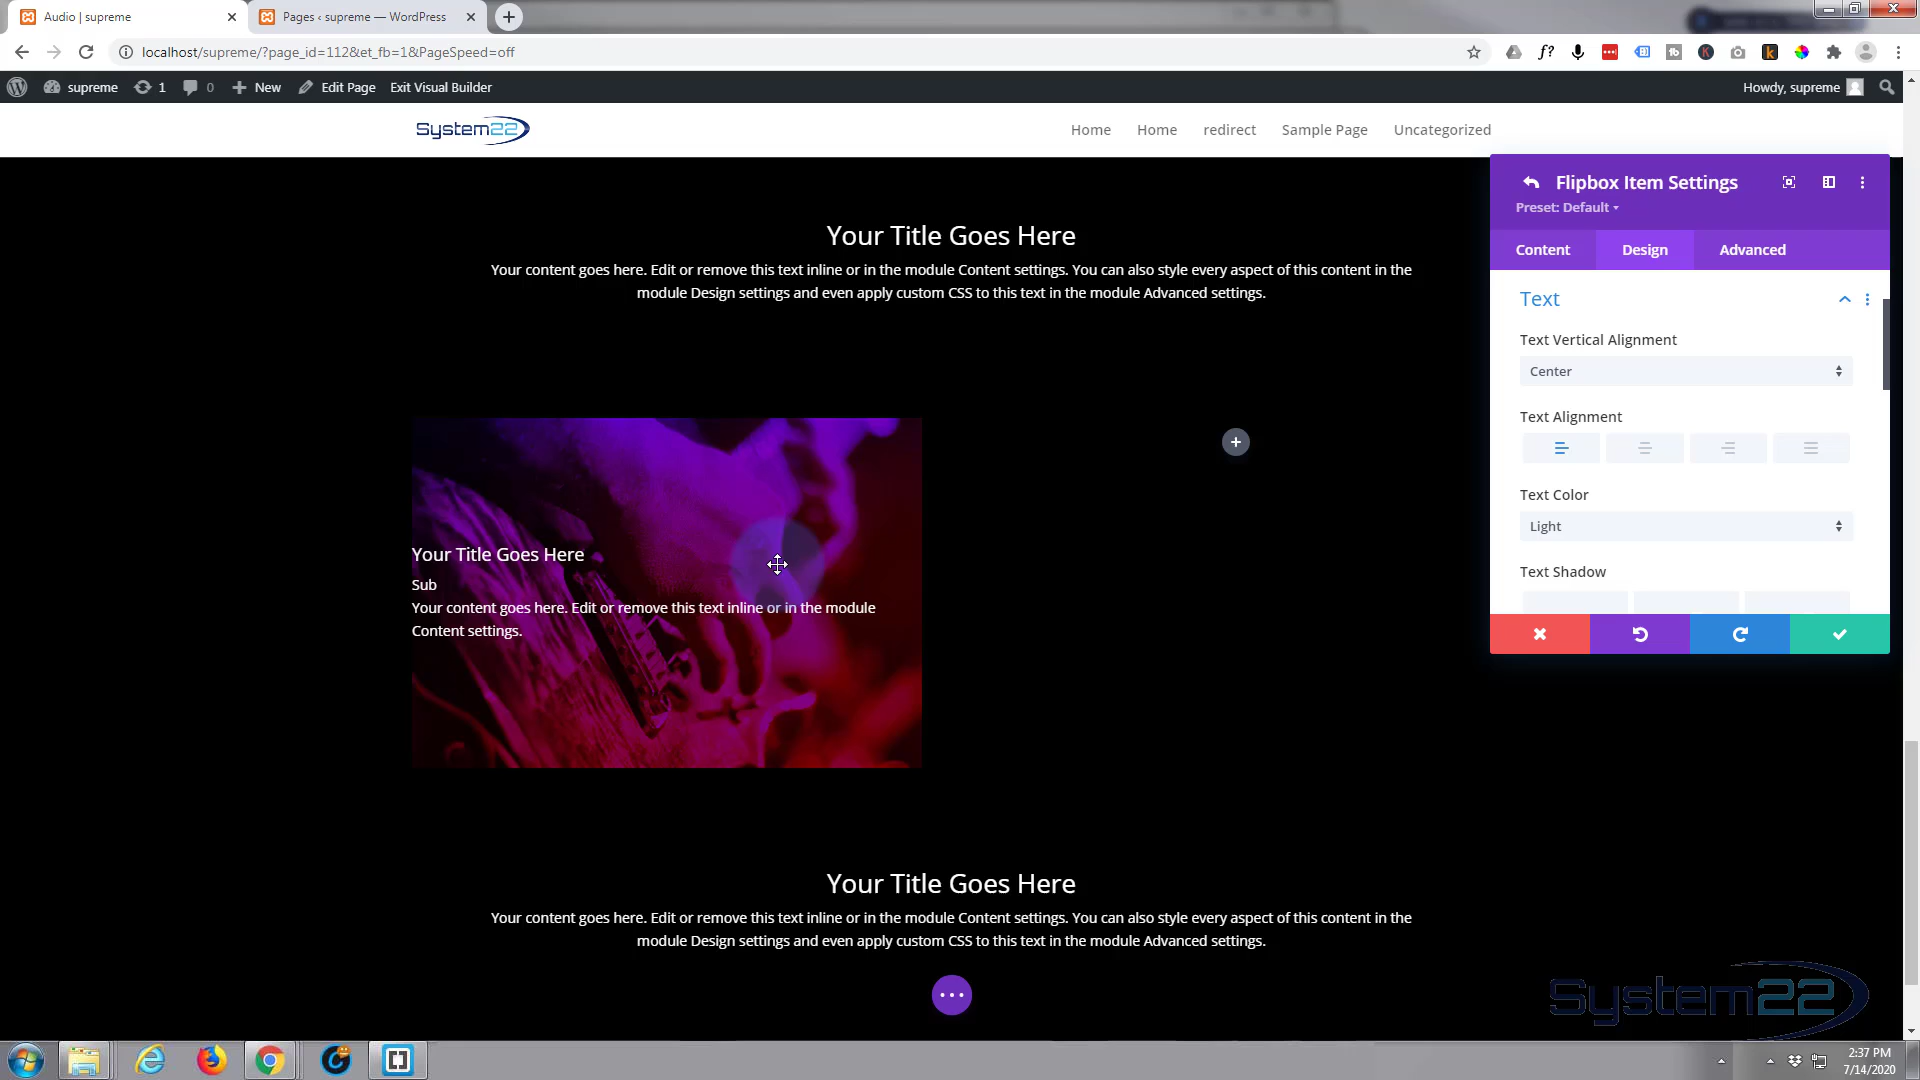 Audio | supreme
Pages ‹ supreme — WordPress
localhost/supreme/?page_id=112&et_fb=1&PageSpeed=off
supreme 1 0 New Edit Page Exit Visual Builder Howdy, supreme
System22
Home Home redirect Sample Page Uncategorized
Your Title Goes Here
Your content goes here. Edit or remove this text inline or in the module Content settings. You can also style every aspect of this content in the
module Design settings and even apply custom CSS to this text in the module Advanced settings.
Flipbox Item Settings
Preset: Default
Content Design Advanced
Text
Text Vertical Alignment
Center
Text Alignment
Text Color
Light
Text Shadow
Your Title Goes Here
Sub
Your content goes here. Edit or remove this text inline or in the module
Content settings.
Your Title Goes Here
Your content goes here. Edit or remove this text inline or in the module Content settings. You can also style every aspect of this content in the
module Design settings and even apply custom CSS to this text in the module Advanced settings.
System22
2:37 PM
7/14/2020